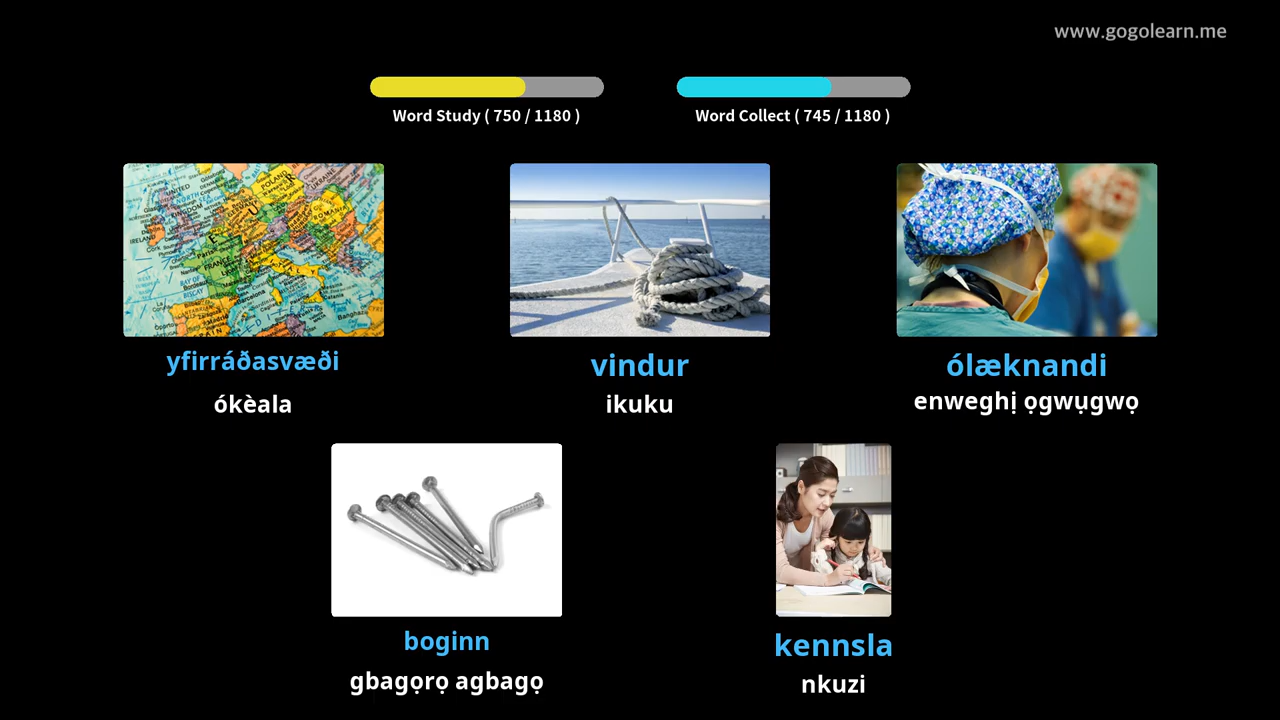 www.gogolearn.me
Word Study ( 750 / 1180 )
Word Collect ( 745 / 1180 )
yfirráðasvæði
ókèala
vindur
ikuku
ólæknandi
enweghị ọgwụgwọ
boginn
gbagọrọ agbagọ
kennsla
nkuzi